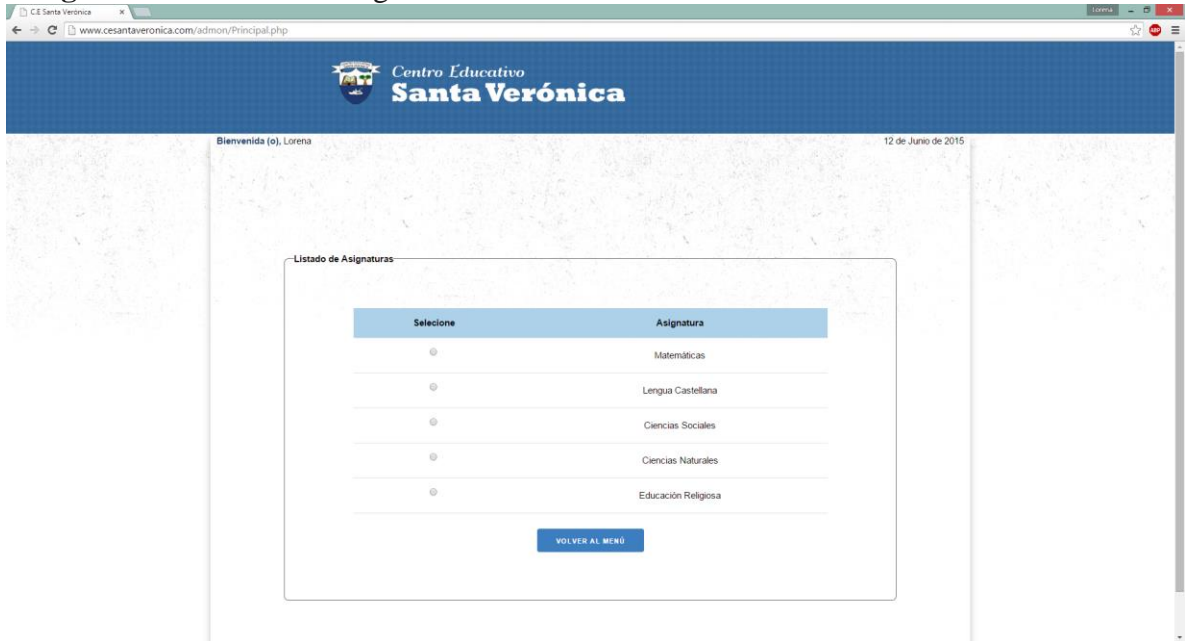 C.E Santa Verónica
Lorena
www.cesantaveronica.com/admon/Principal.php
ABP
Centro Educativo
Santa Verónica
Bienvenida (o), Lorena
12 de Junio de 2015
Listado de Asignaturas
Selecione Asignatura
Matemáticas
Lengua Castellana
Ciencias Sociales
Ciencias Naturales
Educación Religiosa
VOLVER AL MENÚ